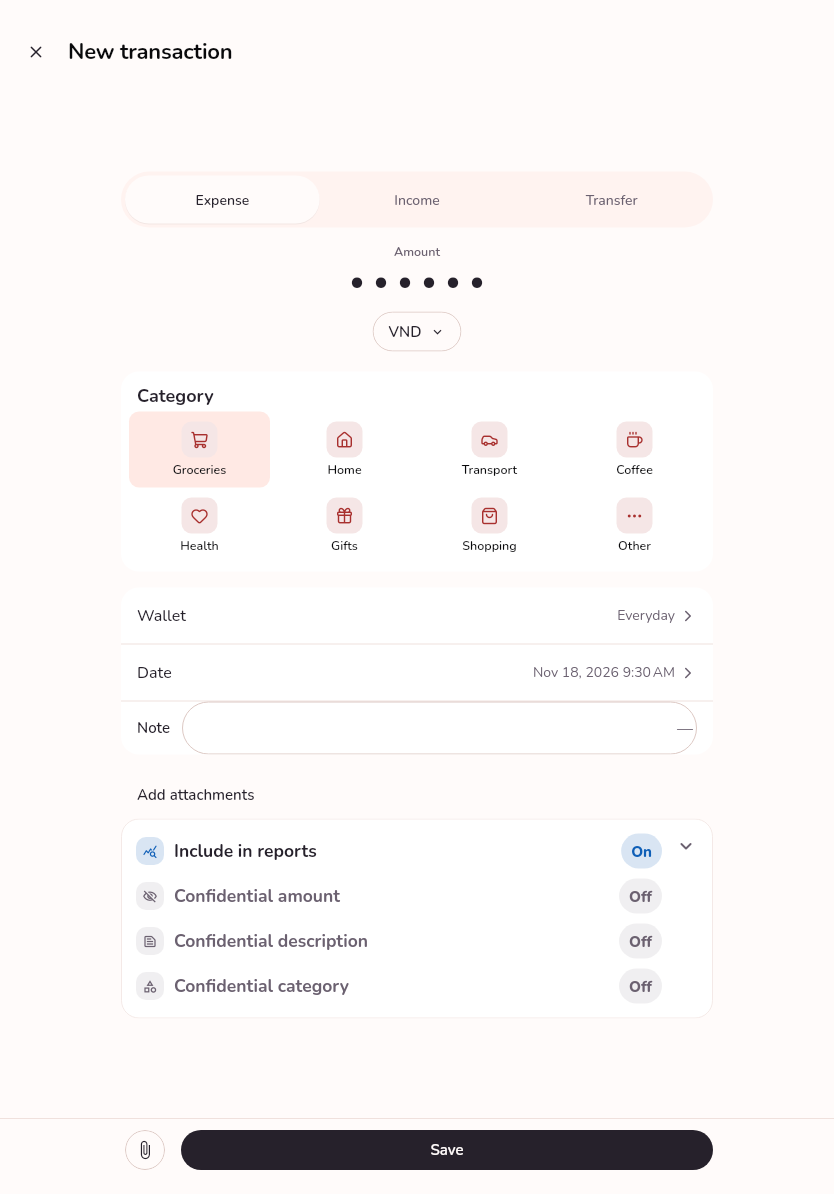 New transaction
Expense Income Transfer
Amount
••••••
VND
Category
Groceries Home Transport Coffee
Health Gifts Shopping Other
Wallet Everyday
Date Nov 18, 2026 9:30 AM
Note —
Add attachments
Include in reports On
Confidential amount Off
Confidential description Off
Confidential category Off
Save